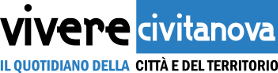 vivere civitanova
IL QUOTIDIANO DELLA CITTÀ E DEL TERRITORIO